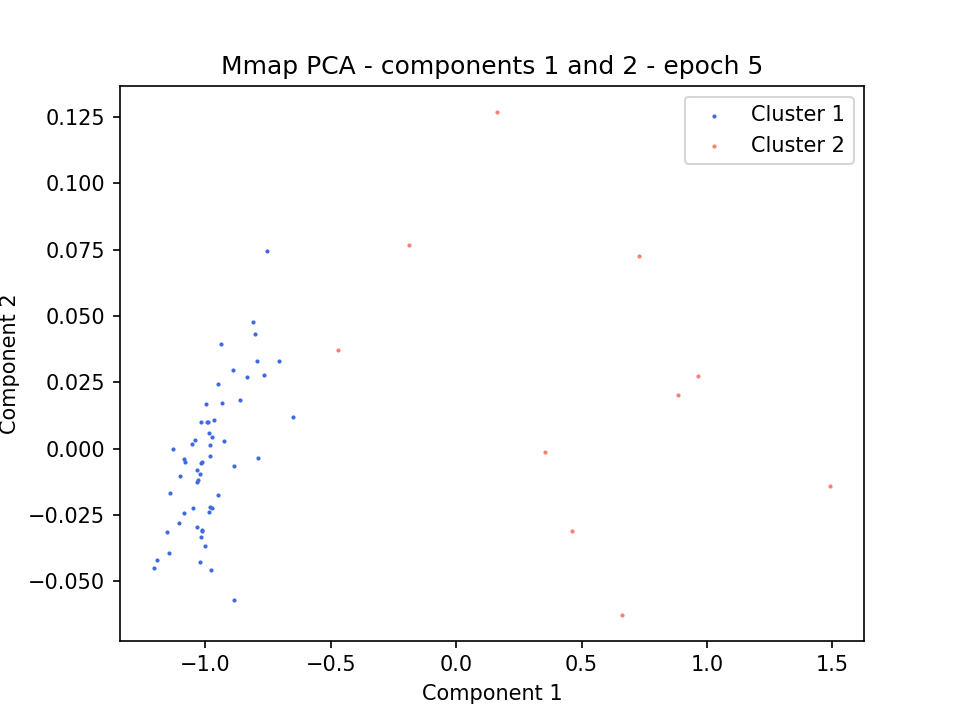 Mmap PCA - components 1 and 2 - epoch 5
Cluster 1
Cluster 2
0.125
0.100
0.075
0.050
0.025
0.000
−0.025
−0.050
Component 2
−1.0
−0.5
0.0
0.5
1.0
1.5
Component 1